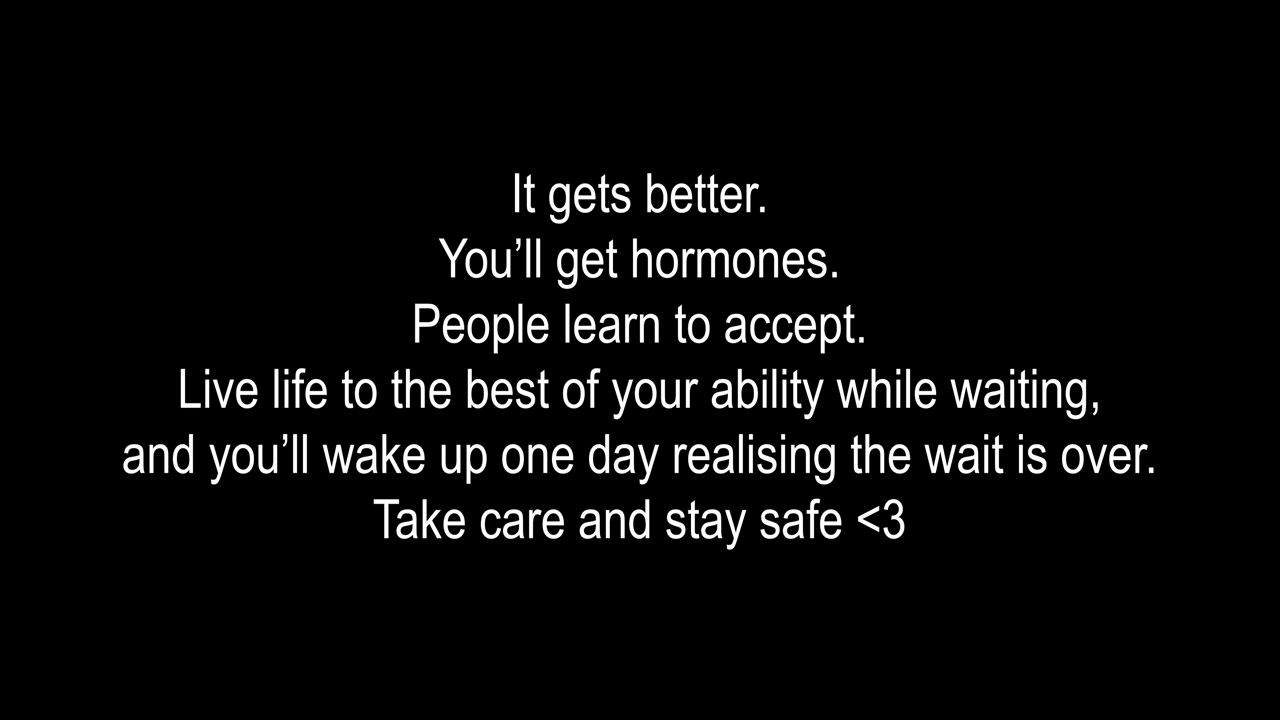 It gets better.
You’ll get hormones.
People learn to accept.
Live life to the best of your ability while waiting,
and you’ll wake up one day realising the wait is over.
Take care and stay safe <3